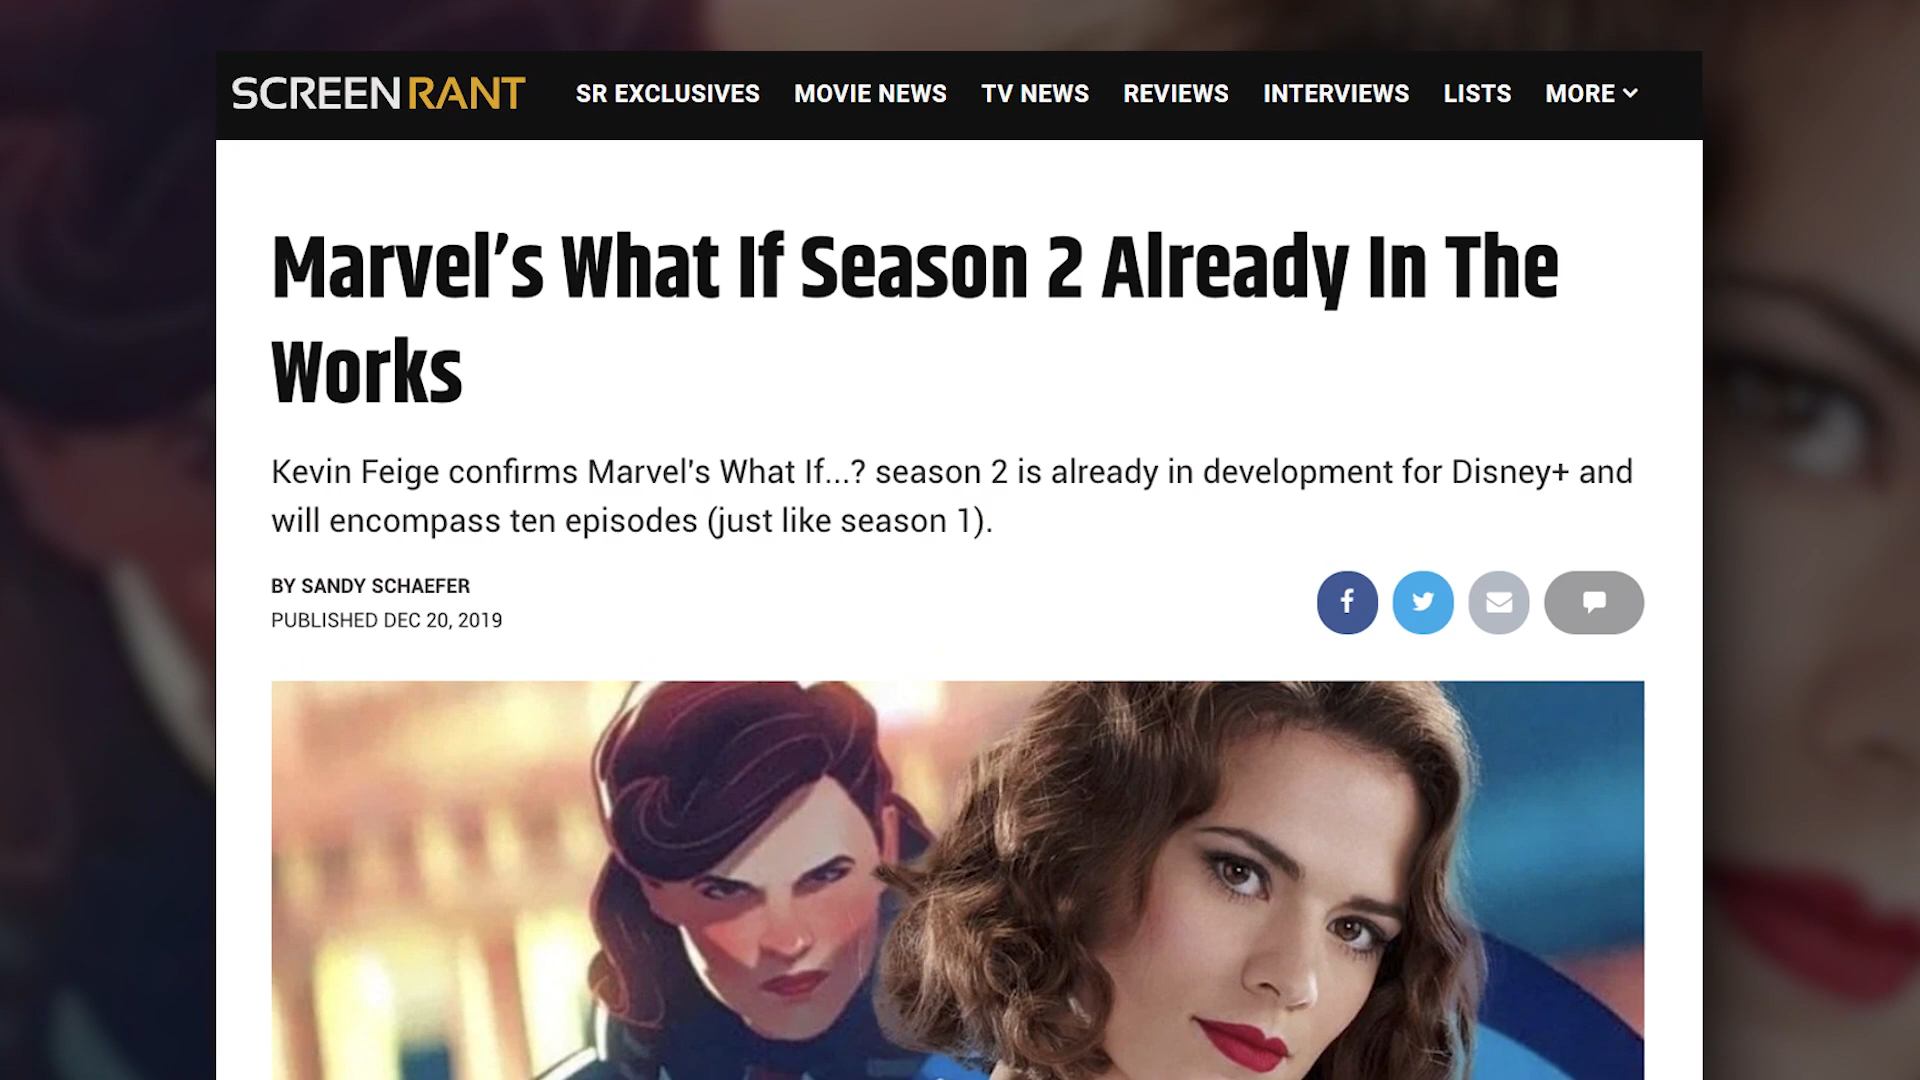 SCREENRANT SR EXCLUSIVES MOVIE NEWS TV NEWS REVIEWS INTERVIEWS LISTS MORE
Marvel’s What If Season 2 Already In The
Works
Kevin Feige confirms Marvel's What If...? season 2 is already in development for Disney+ and
will encompass ten episodes (just like season 1).
BY SANDY SCHAEFER
PUBLISHED DEC 20, 2019